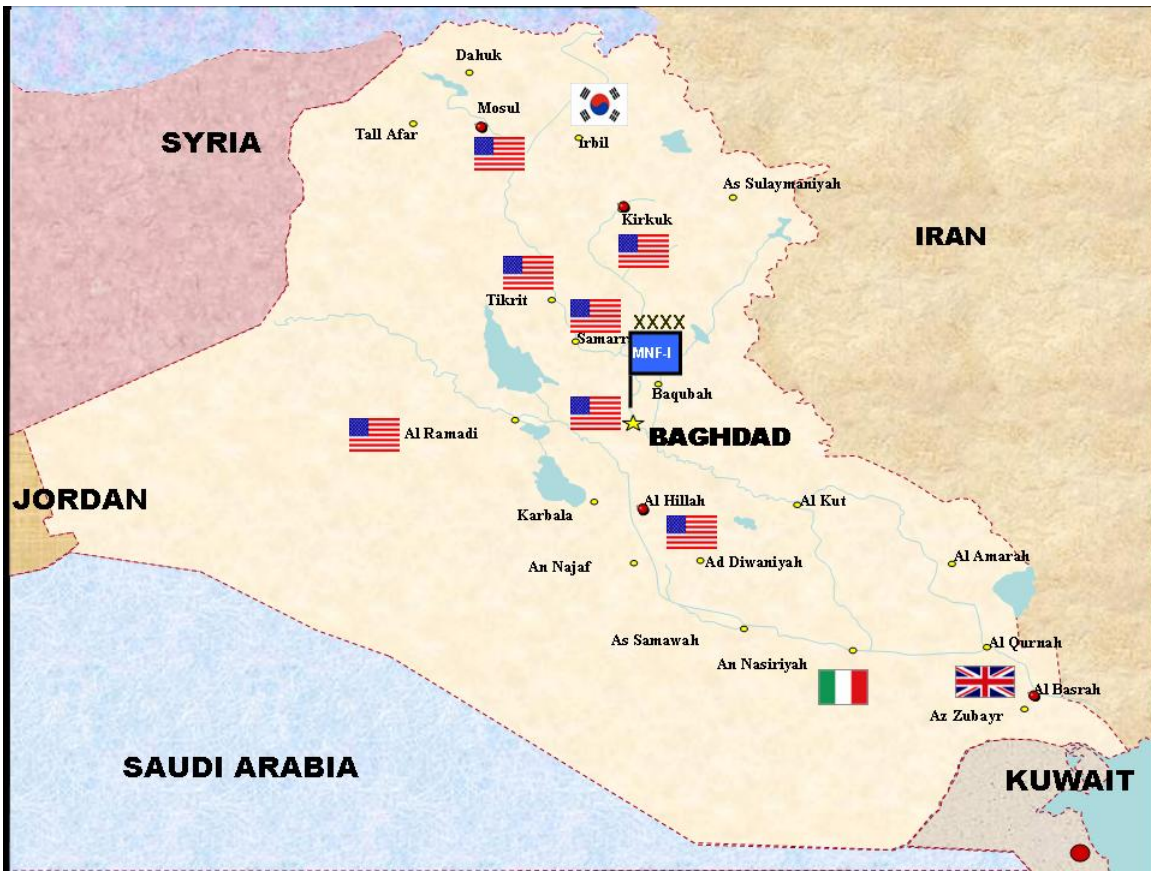 Dahuk
Mosul
Tall Afar
Irbil
SYRIA
As Sulaymaniyah
Kirkuk
IRAN
Tikrit
XXXX
Samarr
MNF-I
Baqubah
Al Ramadi
BAGHDAD
JORDAN
Karbala
Al Hillah
Al Kut
An Najaf
Ad Diwaniyah
Al Amarah
As Samawah
An Nasiriyah
Al Qurnah
Al Basrah
Az Zubayr
SAUDI ARABIA
KUWAIT